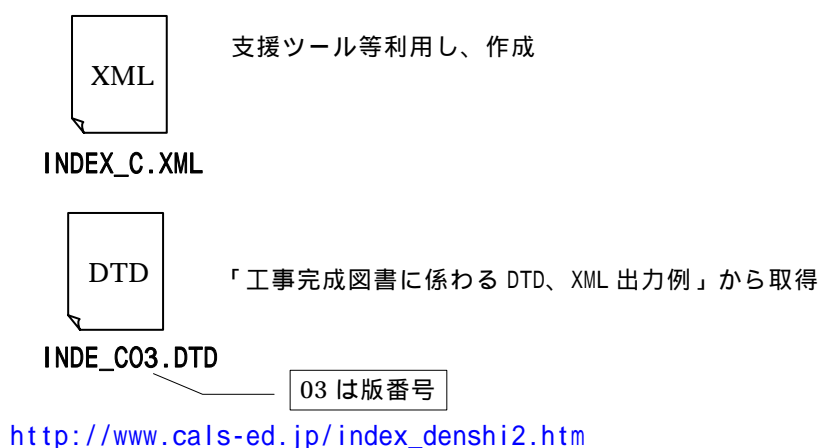 XML
支援ツール等利用し、作成
INDEX_C.XML
DTD
「工事完成図書に係わる DTD、XML 出力例」から取得
INDE_C03.DTD
03 は版番号
http://www.cals-ed.jp/index_denshi2.htm